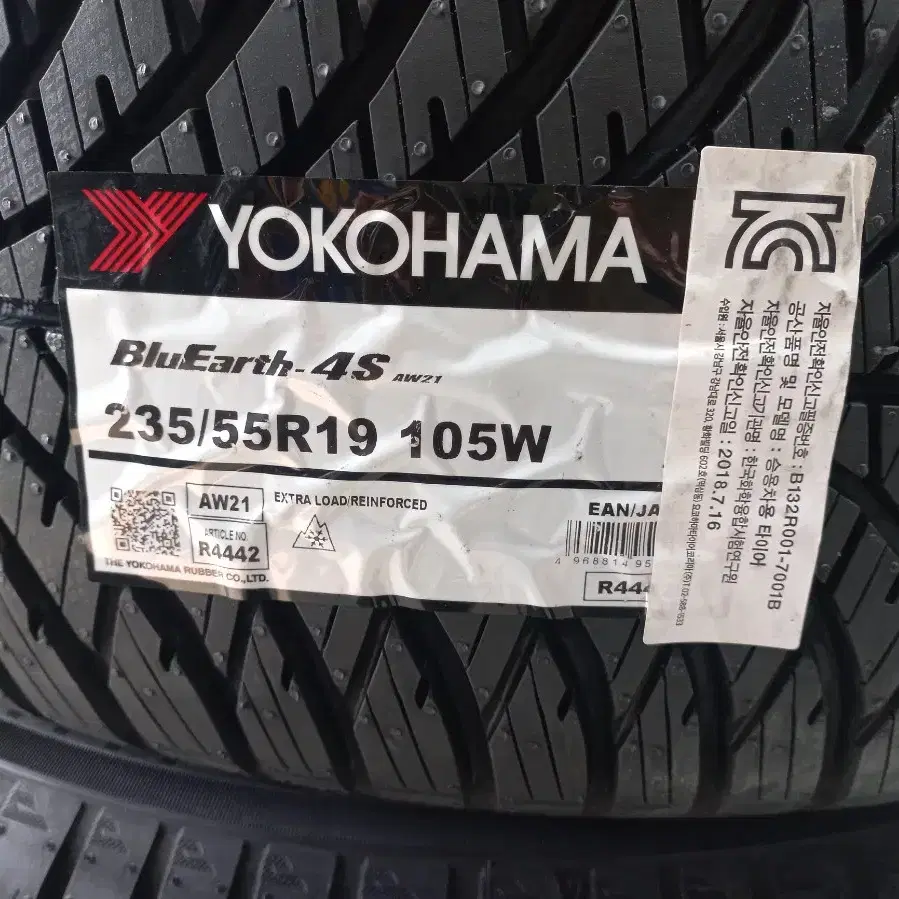 YOKOHAMA
BluEarth-4S AW21
235/55R19 105W
AW21
EXTRA LOAD/REINFORCED
ARTICLE NO.
R4442
THE YOKOHAMA RUBBER CO.,LTD.
EAN/JA
4 968814 95
R444
자율안전확인신고필증번호 : B132R001-7001B
공산품명 및 모델명 : 승용차용 타이어
자율안전확인신고기관명 : 한국화학융합시험연구원
자율안전확인신고일 : 2018.7.16